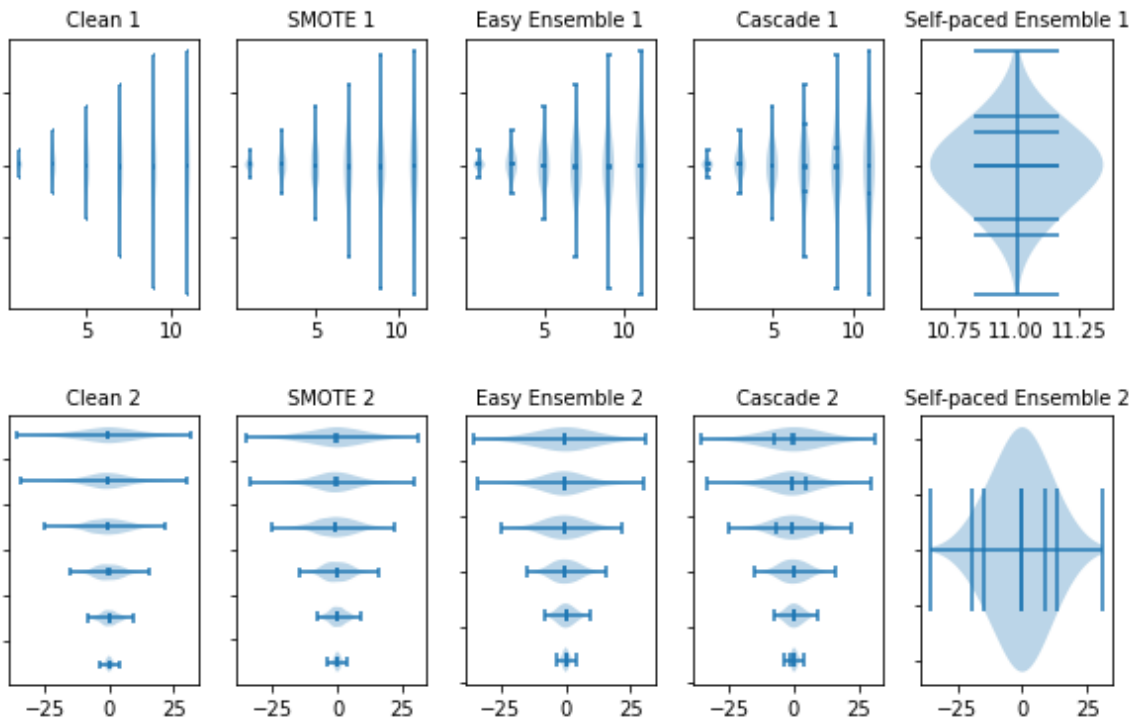 Clean 1 SMOTE 1 Easy Ensemble 1 Cascade 1 Self-paced Ensemble 1
5 10 5 10 5 10 5 10 10.75 11.00 11.25
Clean 2 SMOTE 2 Easy Ensemble 2 Cascade 2 Self-paced Ensemble 2
−25 0 25 −25 0 25 −25 0 25 −25 0 25 −25 0 25